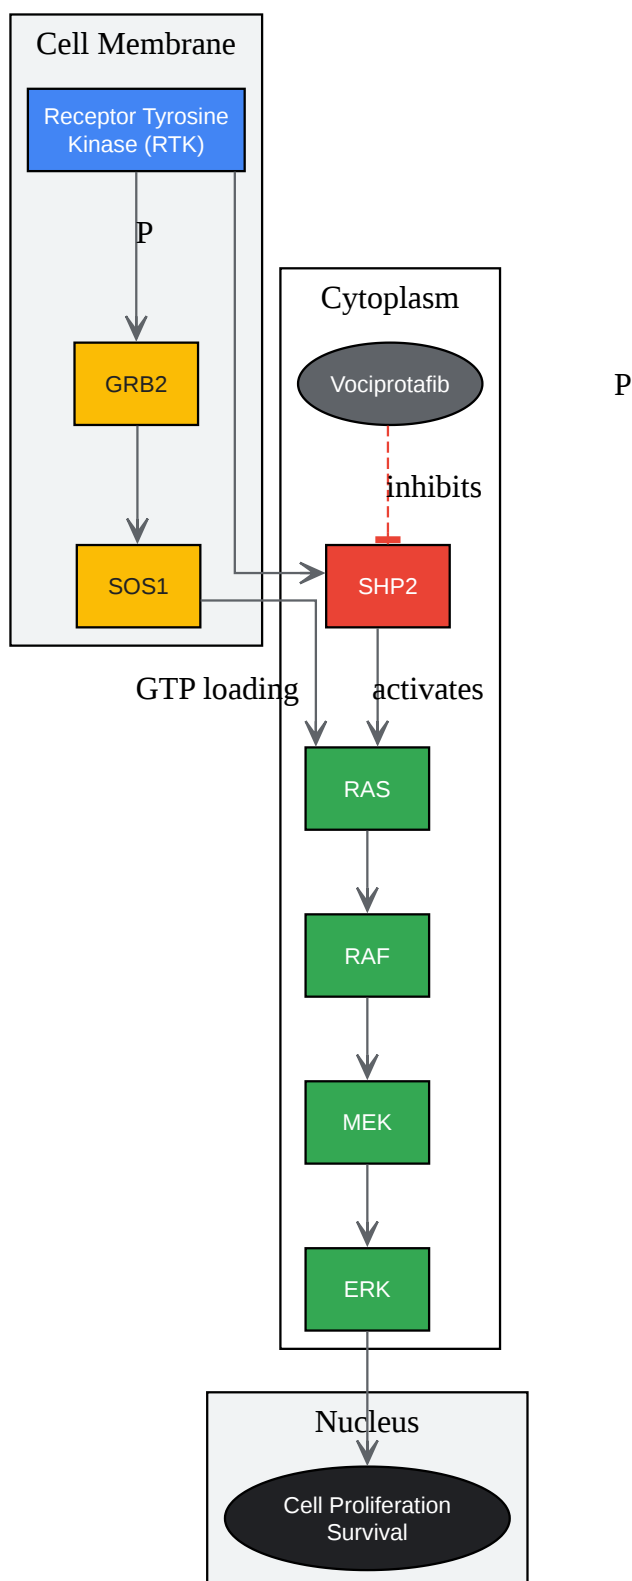 Cell Membrane
Receptor Tyrosine
Kinase (RTK)
P
Cytoplasm
GRB2
Vociprotafib
P
inhibits
SOS1
SHP2
GTP loading
activates
RAS
RAF
MEK
ERK
Nucleus
Cell Proliferation
Survival